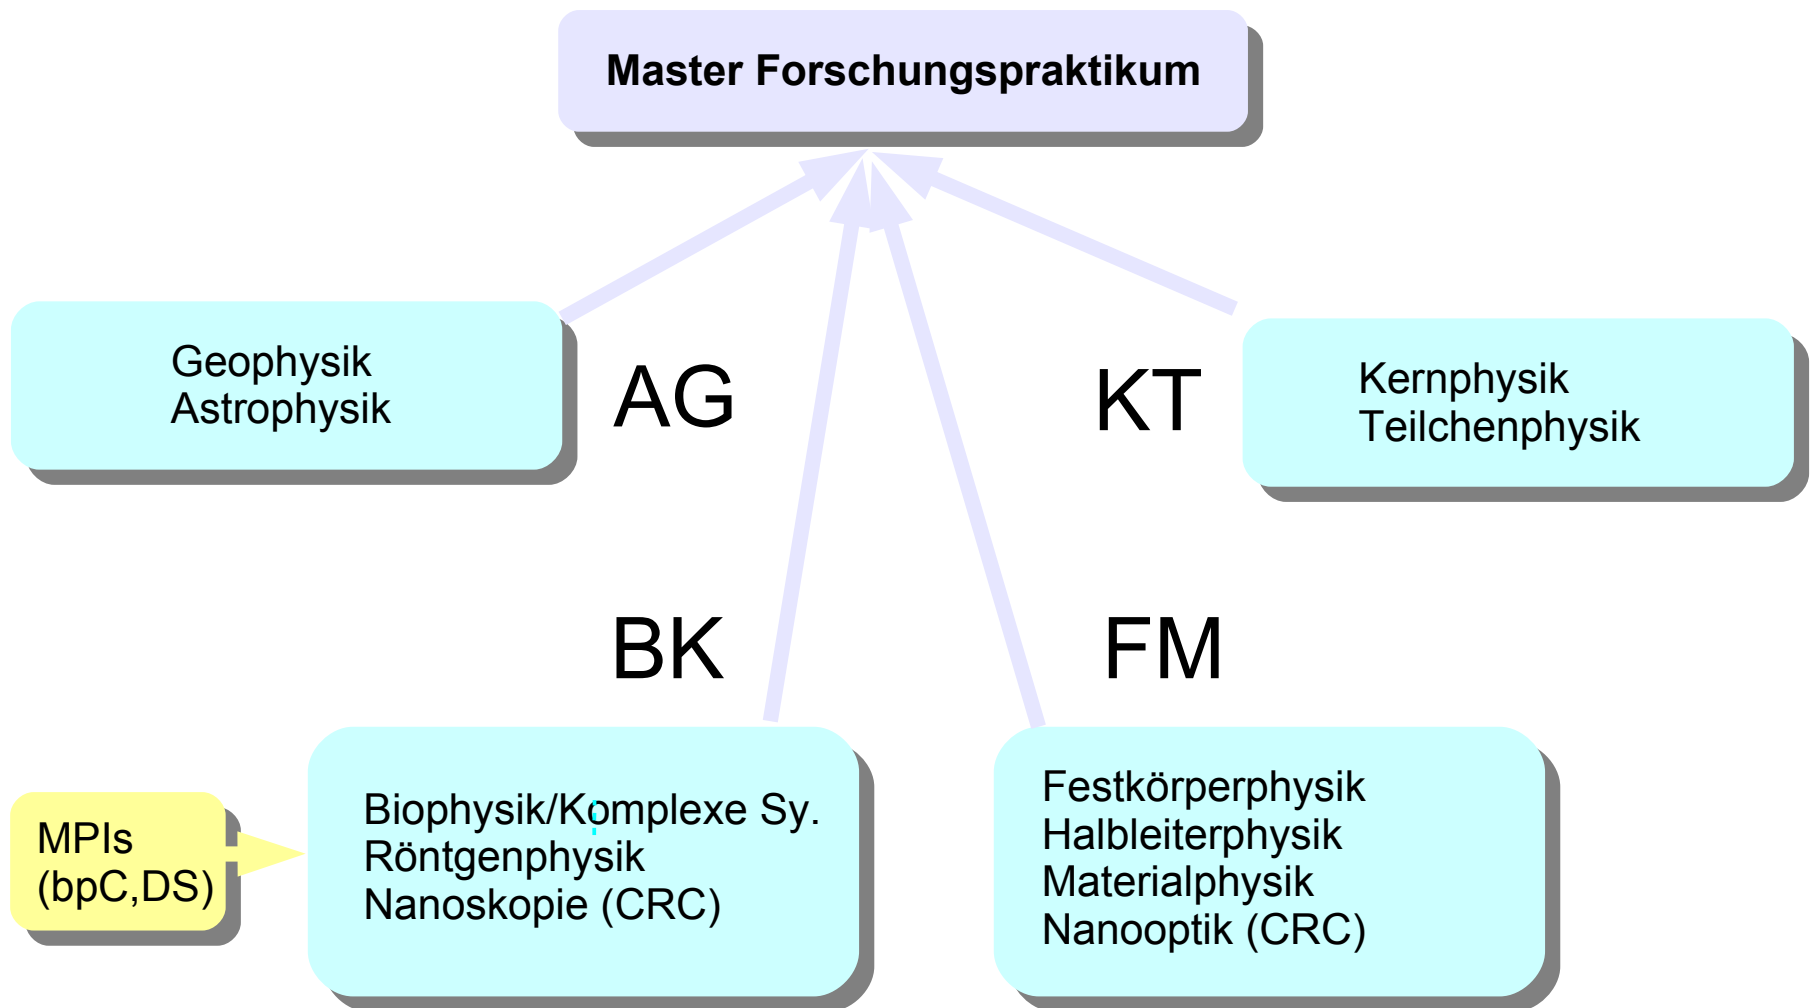 Master Forschungspraktikum
Geophysik
Astrophysik
AG
KT
Kernphysik
Teilchenphysik
BK
FM
MPIs
(bpC,DS)
Biophysik/Komplexe Sy.
Röntgenphysik
Nanoskopie (CRC)
Festkörperphysik
Halbleiterphysik
Materialphysik
Nanooptik (CRC)